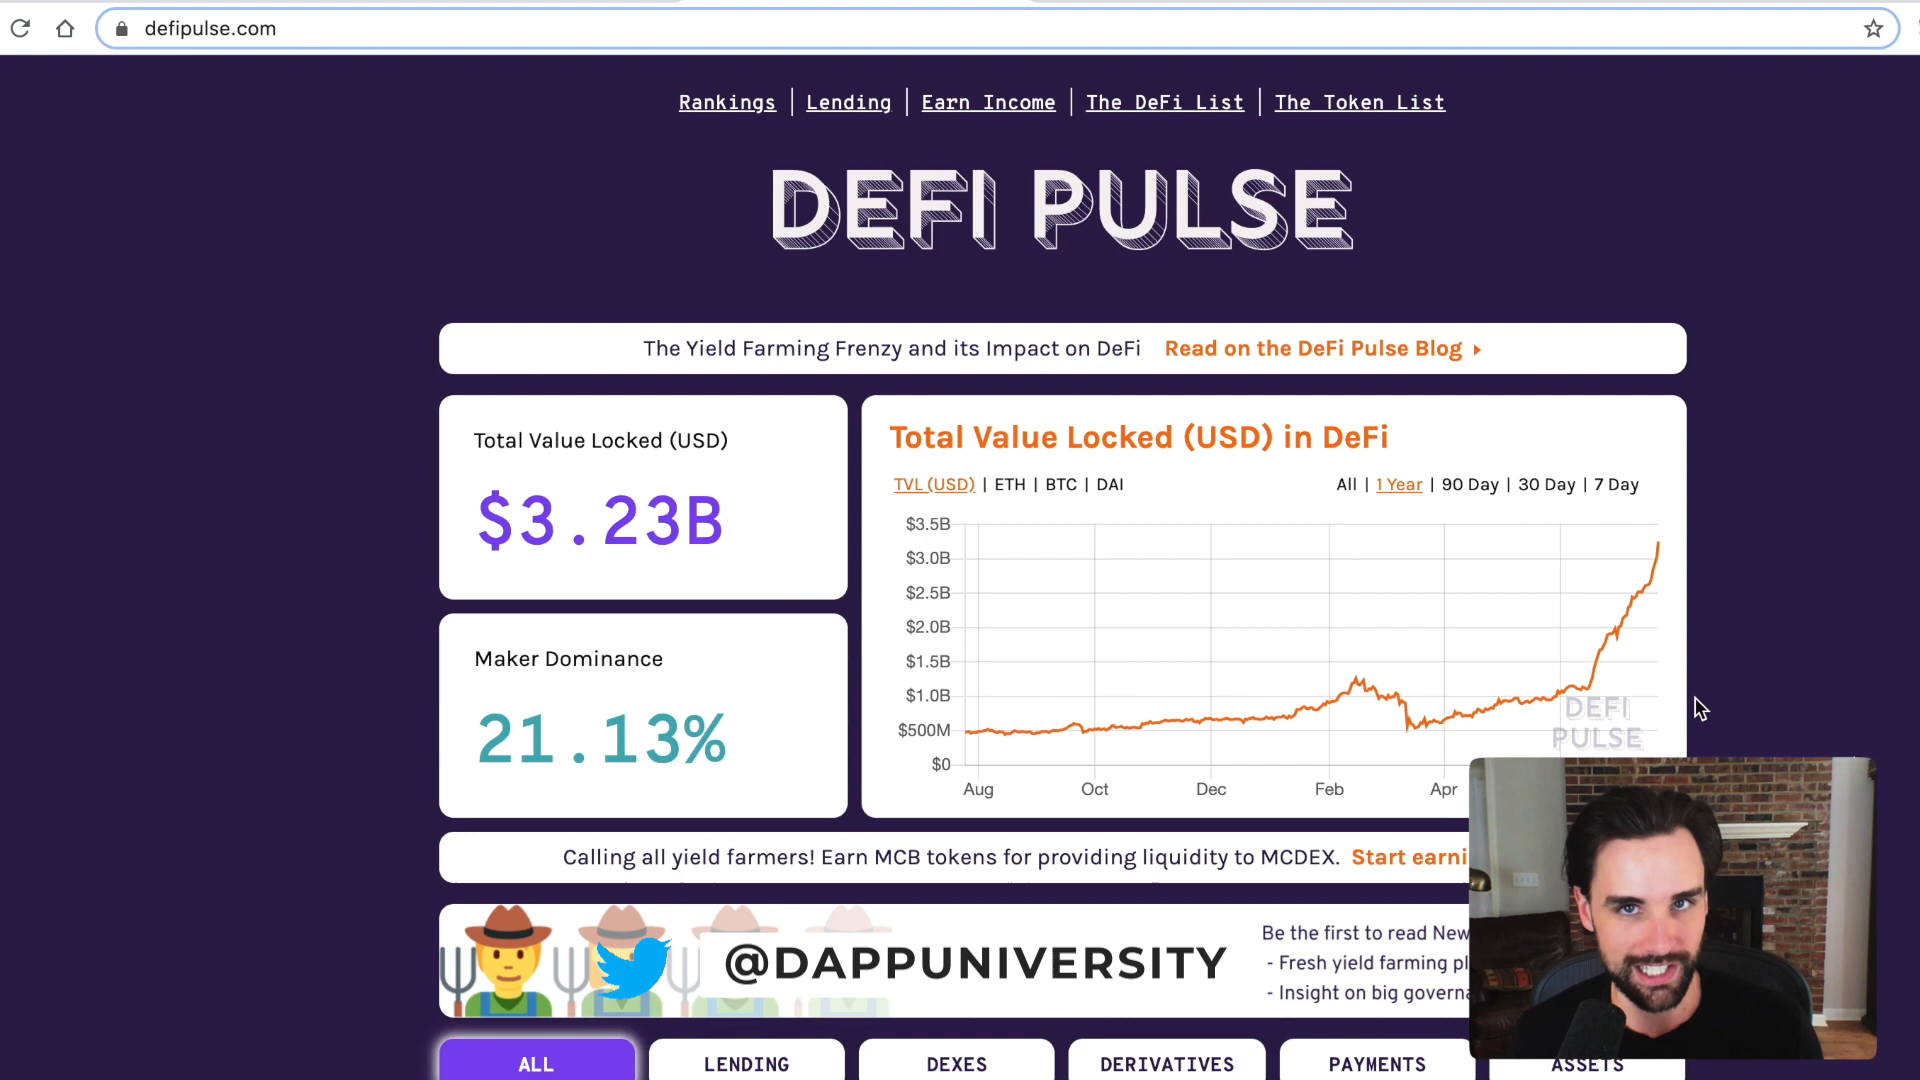 defipulse.com
Rankings | Lending | Earn Income | The DeFi List | The Token List
DEFI PULSE
The Yield Farming Frenzy and its Impact on DeFi Read on the DeFi Pulse Blog
Total Value Locked (USD)
$3.23B
Maker Dominance
21.13%
Total Value Locked (USD) in DeFi
TVL (USD) | ETH | BTC | DAI
All | 1 Year | 90 Day | 30 Day | 7 Day
$3.5B
$3.0B
$2.5B
$2.0B
$1.5B
$1.0B
$500M
$0
Aug Oct Dec Feb Apr
DEFI
PULSE
Calling all yield farmers! Earn MCB tokens for providing liquidity to MCDEX. Start earni
@DAPPUNIVERSITY
Be the first to read New
- Fresh yield farming pl
- Insight on big governa
ALL LENDING DEXES DERIVATIVES PAYMENTS ASSETS